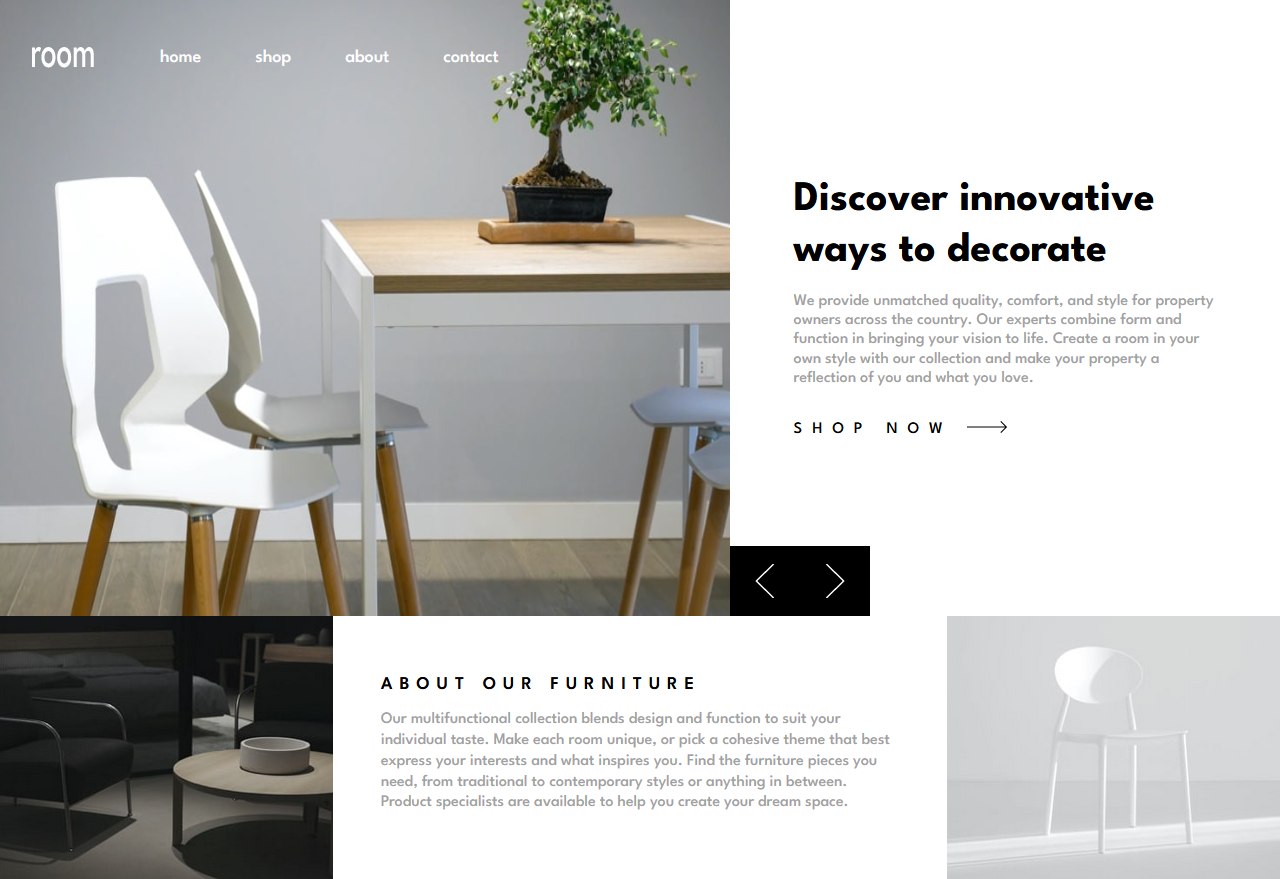 room
home
shop
about
contact
Discover innovative
ways to decorate
We provide unmatched quality, comfort, and style for property
owners across the country. Our experts combine form and
function in bringing your vision to life. Create a room in your
own style with our collection and make your property a
reflection of you and what you love.
SHOP NOW
ABOUT OUR FURNITURE
Our multifunctional collection blends design and function to suit your
individual taste. Make each room unique, or pick a cohesive theme that best
express your interests and what inspires you. Find the furniture pieces you
need, from traditional to contemporary styles or anything in between.
Product specialists are available to help you create your dream space.